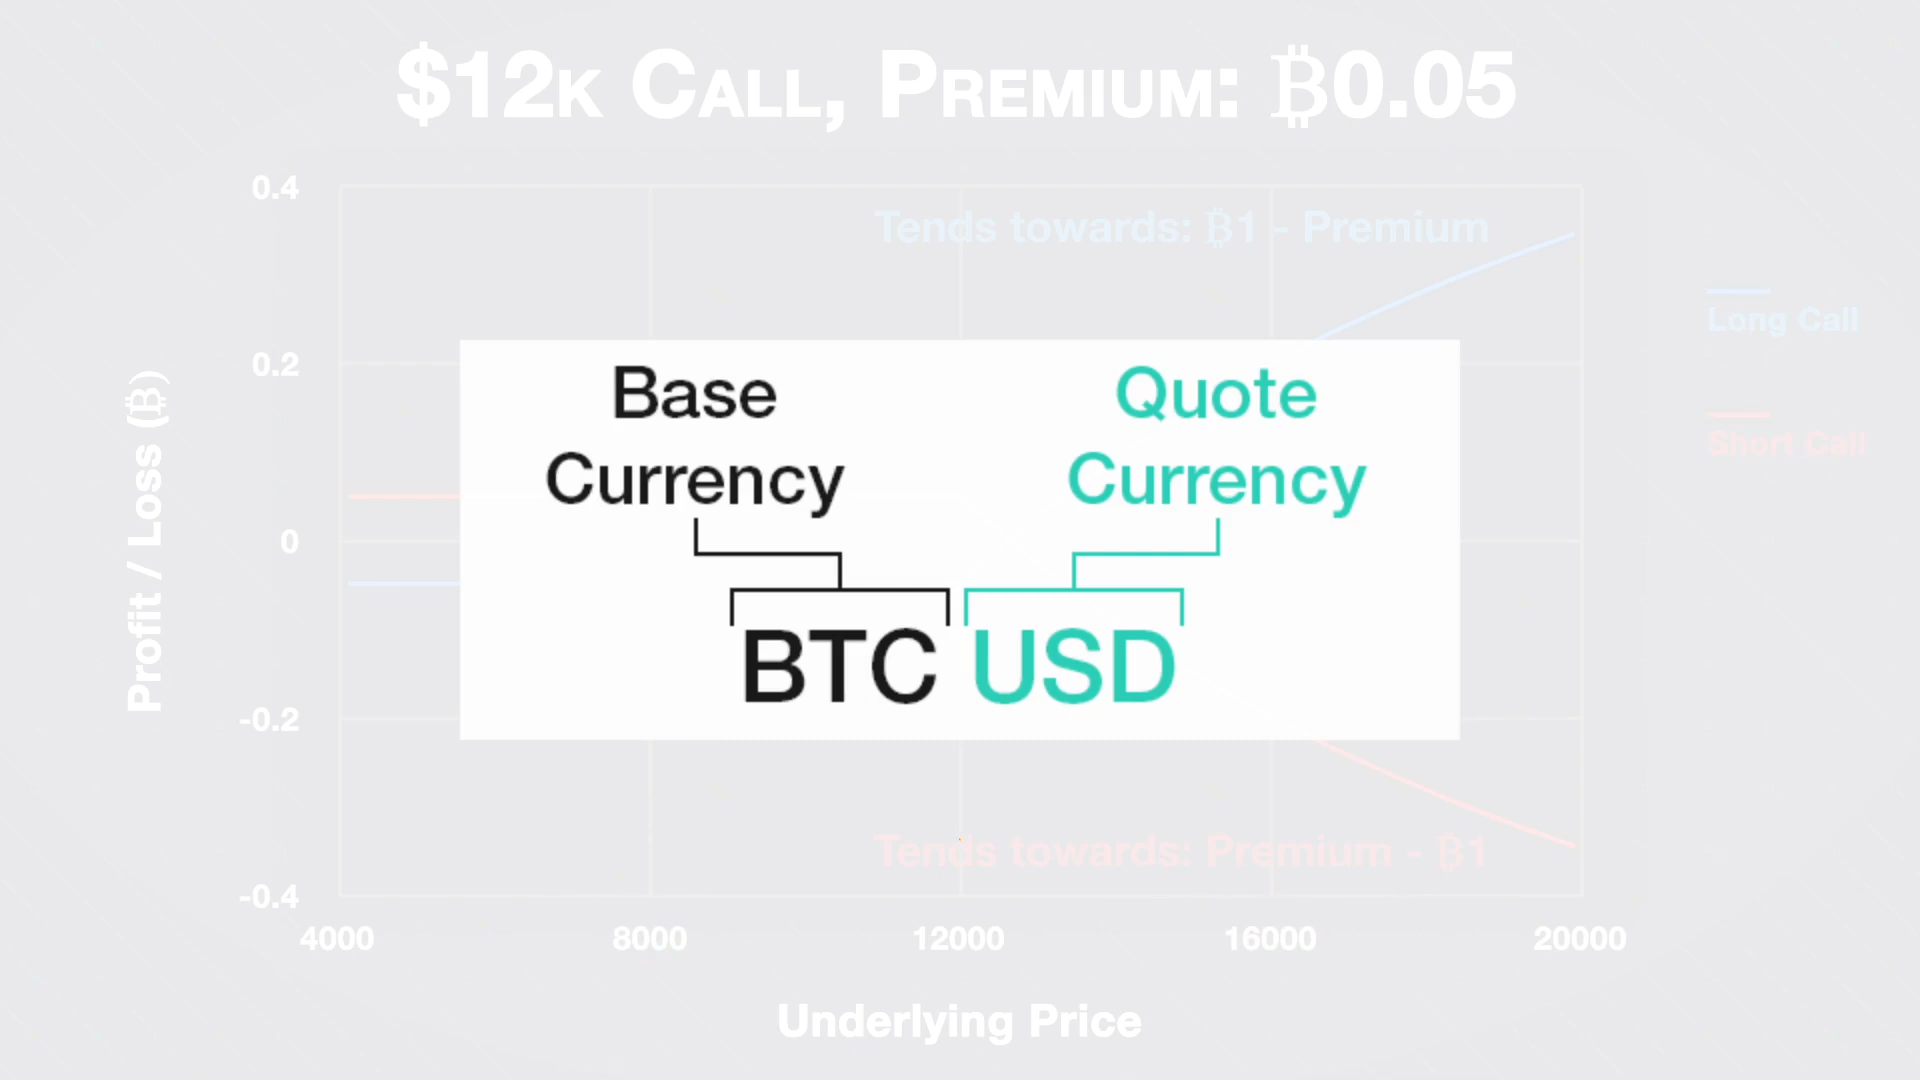 $12K CALL, PREMIUM: ₿0.05
0.4
0.2
0
-0.2
-0.4
Profit / Loss (₿)
Tends towards: ₿1 - Premium
Long Call
Short Call
Base
Currency
Quote
Currency
BTC USD
Tends towards: Premium - ₿1
4000
8000
12000
16000
20000
Underlying Price